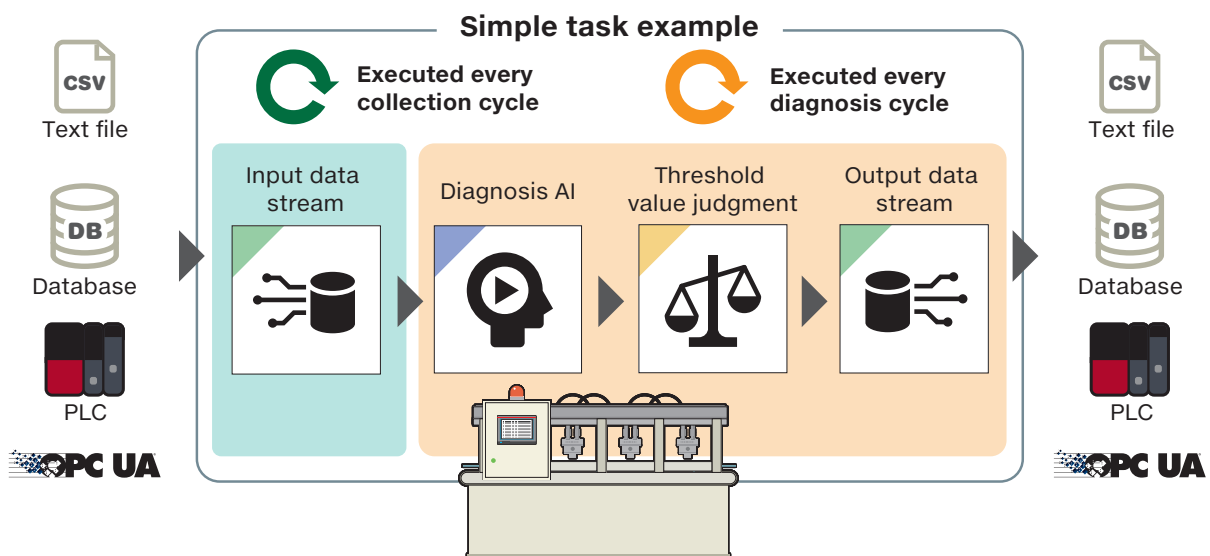 Simple task example
Executed every
collection cycle
Executed every
diagnosis cycle
CSV
Text file
DB
Database
PLC
OPC UA
Input data
stream
Diagnosis AI
Threshold
value judgment
Output data
stream
CSV
Text file
DB
Database
PLC
OPC UA